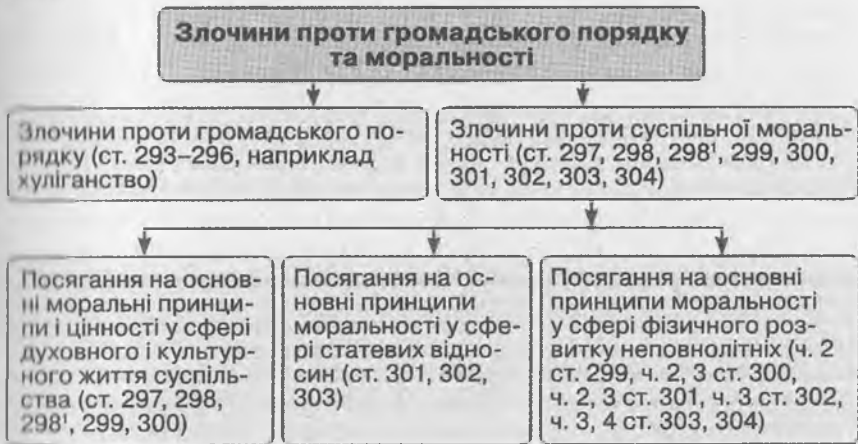 Злочини проти громадського порядку
та моральності
Злочини проти громадського по-
рядку (ст. 293–296, наприклад
хуліганство)
Злочини проти суспільної мораль-
ності (ст. 297, 298, 298¹, 299, 300,
301, 302, 303, 304)
Посягання на основ-
ні моральні принци-
пи і цінності у сфері
духовного і культур-
ного життя суспіль-
ства (ст. 297, 298,
298¹, 299, 300)
Посягання на ос-
новні принципи
моральності у сфе-
рі статевих відно-
син (ст. 301, 302,
303)
Посягання на основні
принципи моральності
у сфері фізичного роз-
витку неповнолітніх (ч. 2
ст. 299, ч. 2, 3 ст. 300,
ч. 2, 3 ст. 301, ч. 3 ст. 302,
ч. 3, 4 ст. 303, 304)